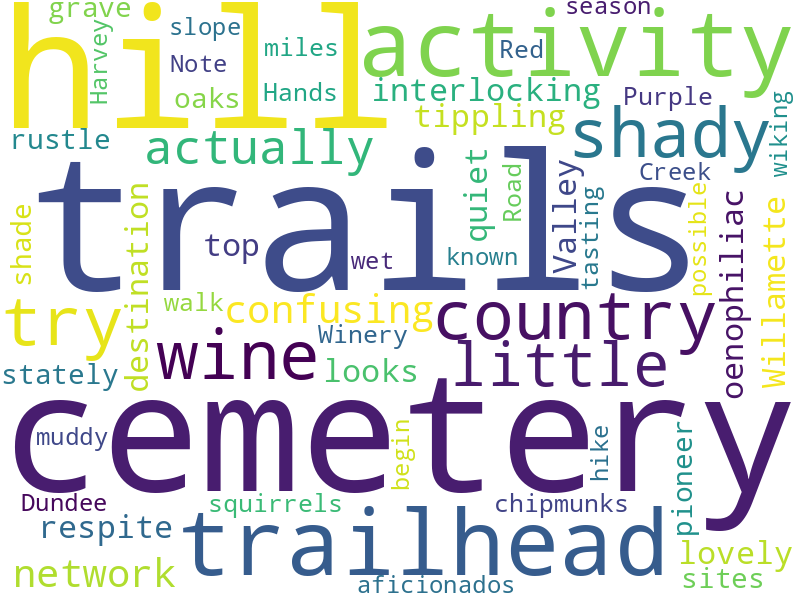 grave
hill
activity
season
slope
Harvey
miles
Red
Note
oaks
Hands
interlocking
Purple
tippling
wiking
rustle
actually
shady
trails
quiet
Road
Valley
tasting
Creek
possible
oenophiliac
Willamette
shade
destination
top
wet
known
walk
try
confusing
Winery
country
wine
little
looks
stately
cemetery
muddy
begin
hike
pioneer
Dundee
squirrels
chipmunks
respite
trailhead
lovely
network
aficionados
sites